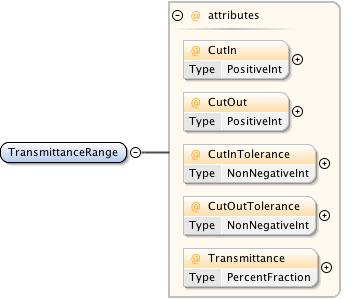 attributes
@ CutIn
Type PositiveInt
@ CutOut
Type PositiveInt
TransmittanceRange
@ CutInTolerance
Type NonNegativeInt
@ CutOutTolerance
Type NonNegativeInt
@ Transmittance
Type PercentFraction